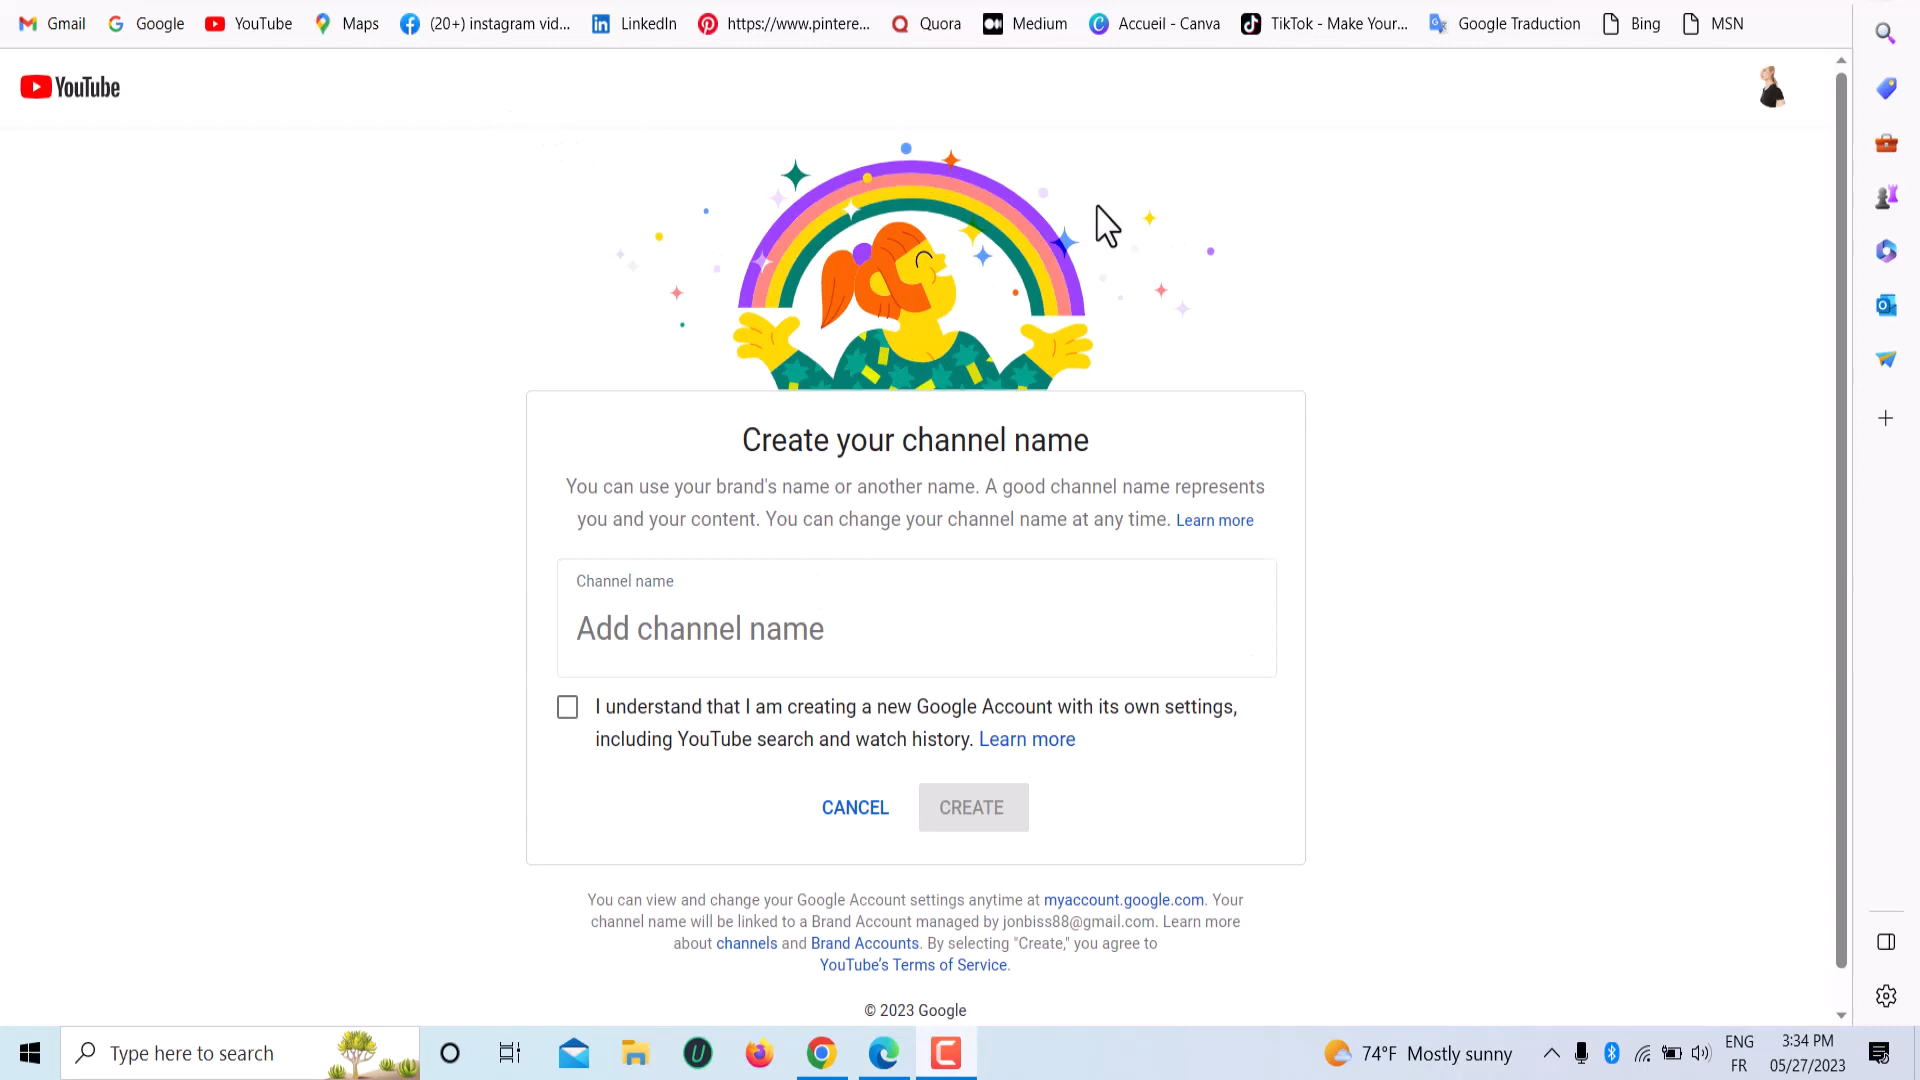 Gmail Google YouTube Maps (20+) instagram vid... LinkedIn https://www.pintere... Quora Medium Accueil - Canva TikTok - Make Your... Google Traduction Bing MSN
YouTube
Create your channel name
You can use your brand's name or another name. A good channel name represents
you and your content. You can change your channel name at any time. Learn more
Channel name
Add channel name
I understand that I am creating a new Google Account with its own settings,
including YouTube search and watch history. Learn more
CANCEL CREATE
You can view and change your Google Account settings anytime at myaccount.google.com. Your
channel name will be linked to a Brand Account managed by jonbiss88@gmail.com. Learn more
about channels and Brand Accounts. By selecting "Create," you agree to
YouTube's Terms of Service.
© 2023 Google
Type here to search 74°F Mostly sunny ENG 3:34 PM
FR 05/27/2023